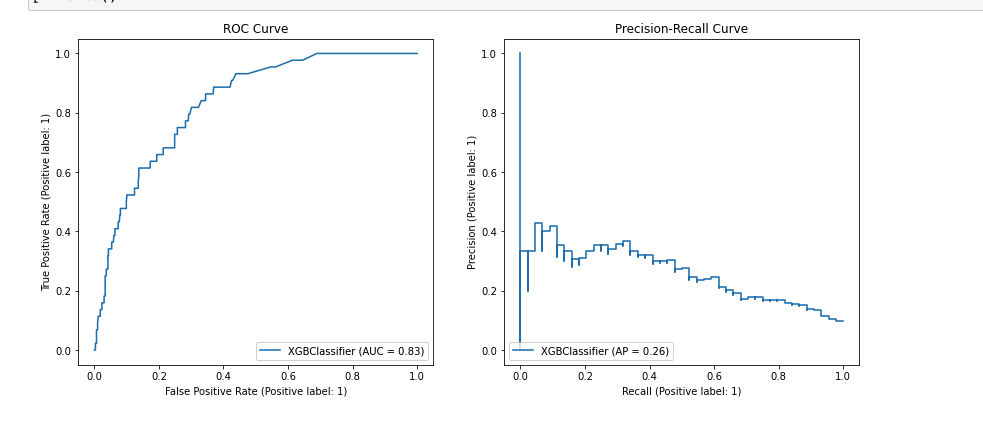 ROC Curve
1.0
0.8
0.6
0.4
0.2
0.0
True Positive Rate (Positive label: 1)
XGBClassifier (AUC = 0.83)
0.0 0.2 0.4 0.6 0.8 1.0
False Positive Rate (Positive label: 1)
Precision-Recall Curve
1.0
0.8
0.6
0.4
0.2
0.0
Precision (Positive label: 1)
XGBClassifier (AP = 0.26)
0.0 0.2 0.4 0.6 0.8 1.0
Recall (Positive label: 1)